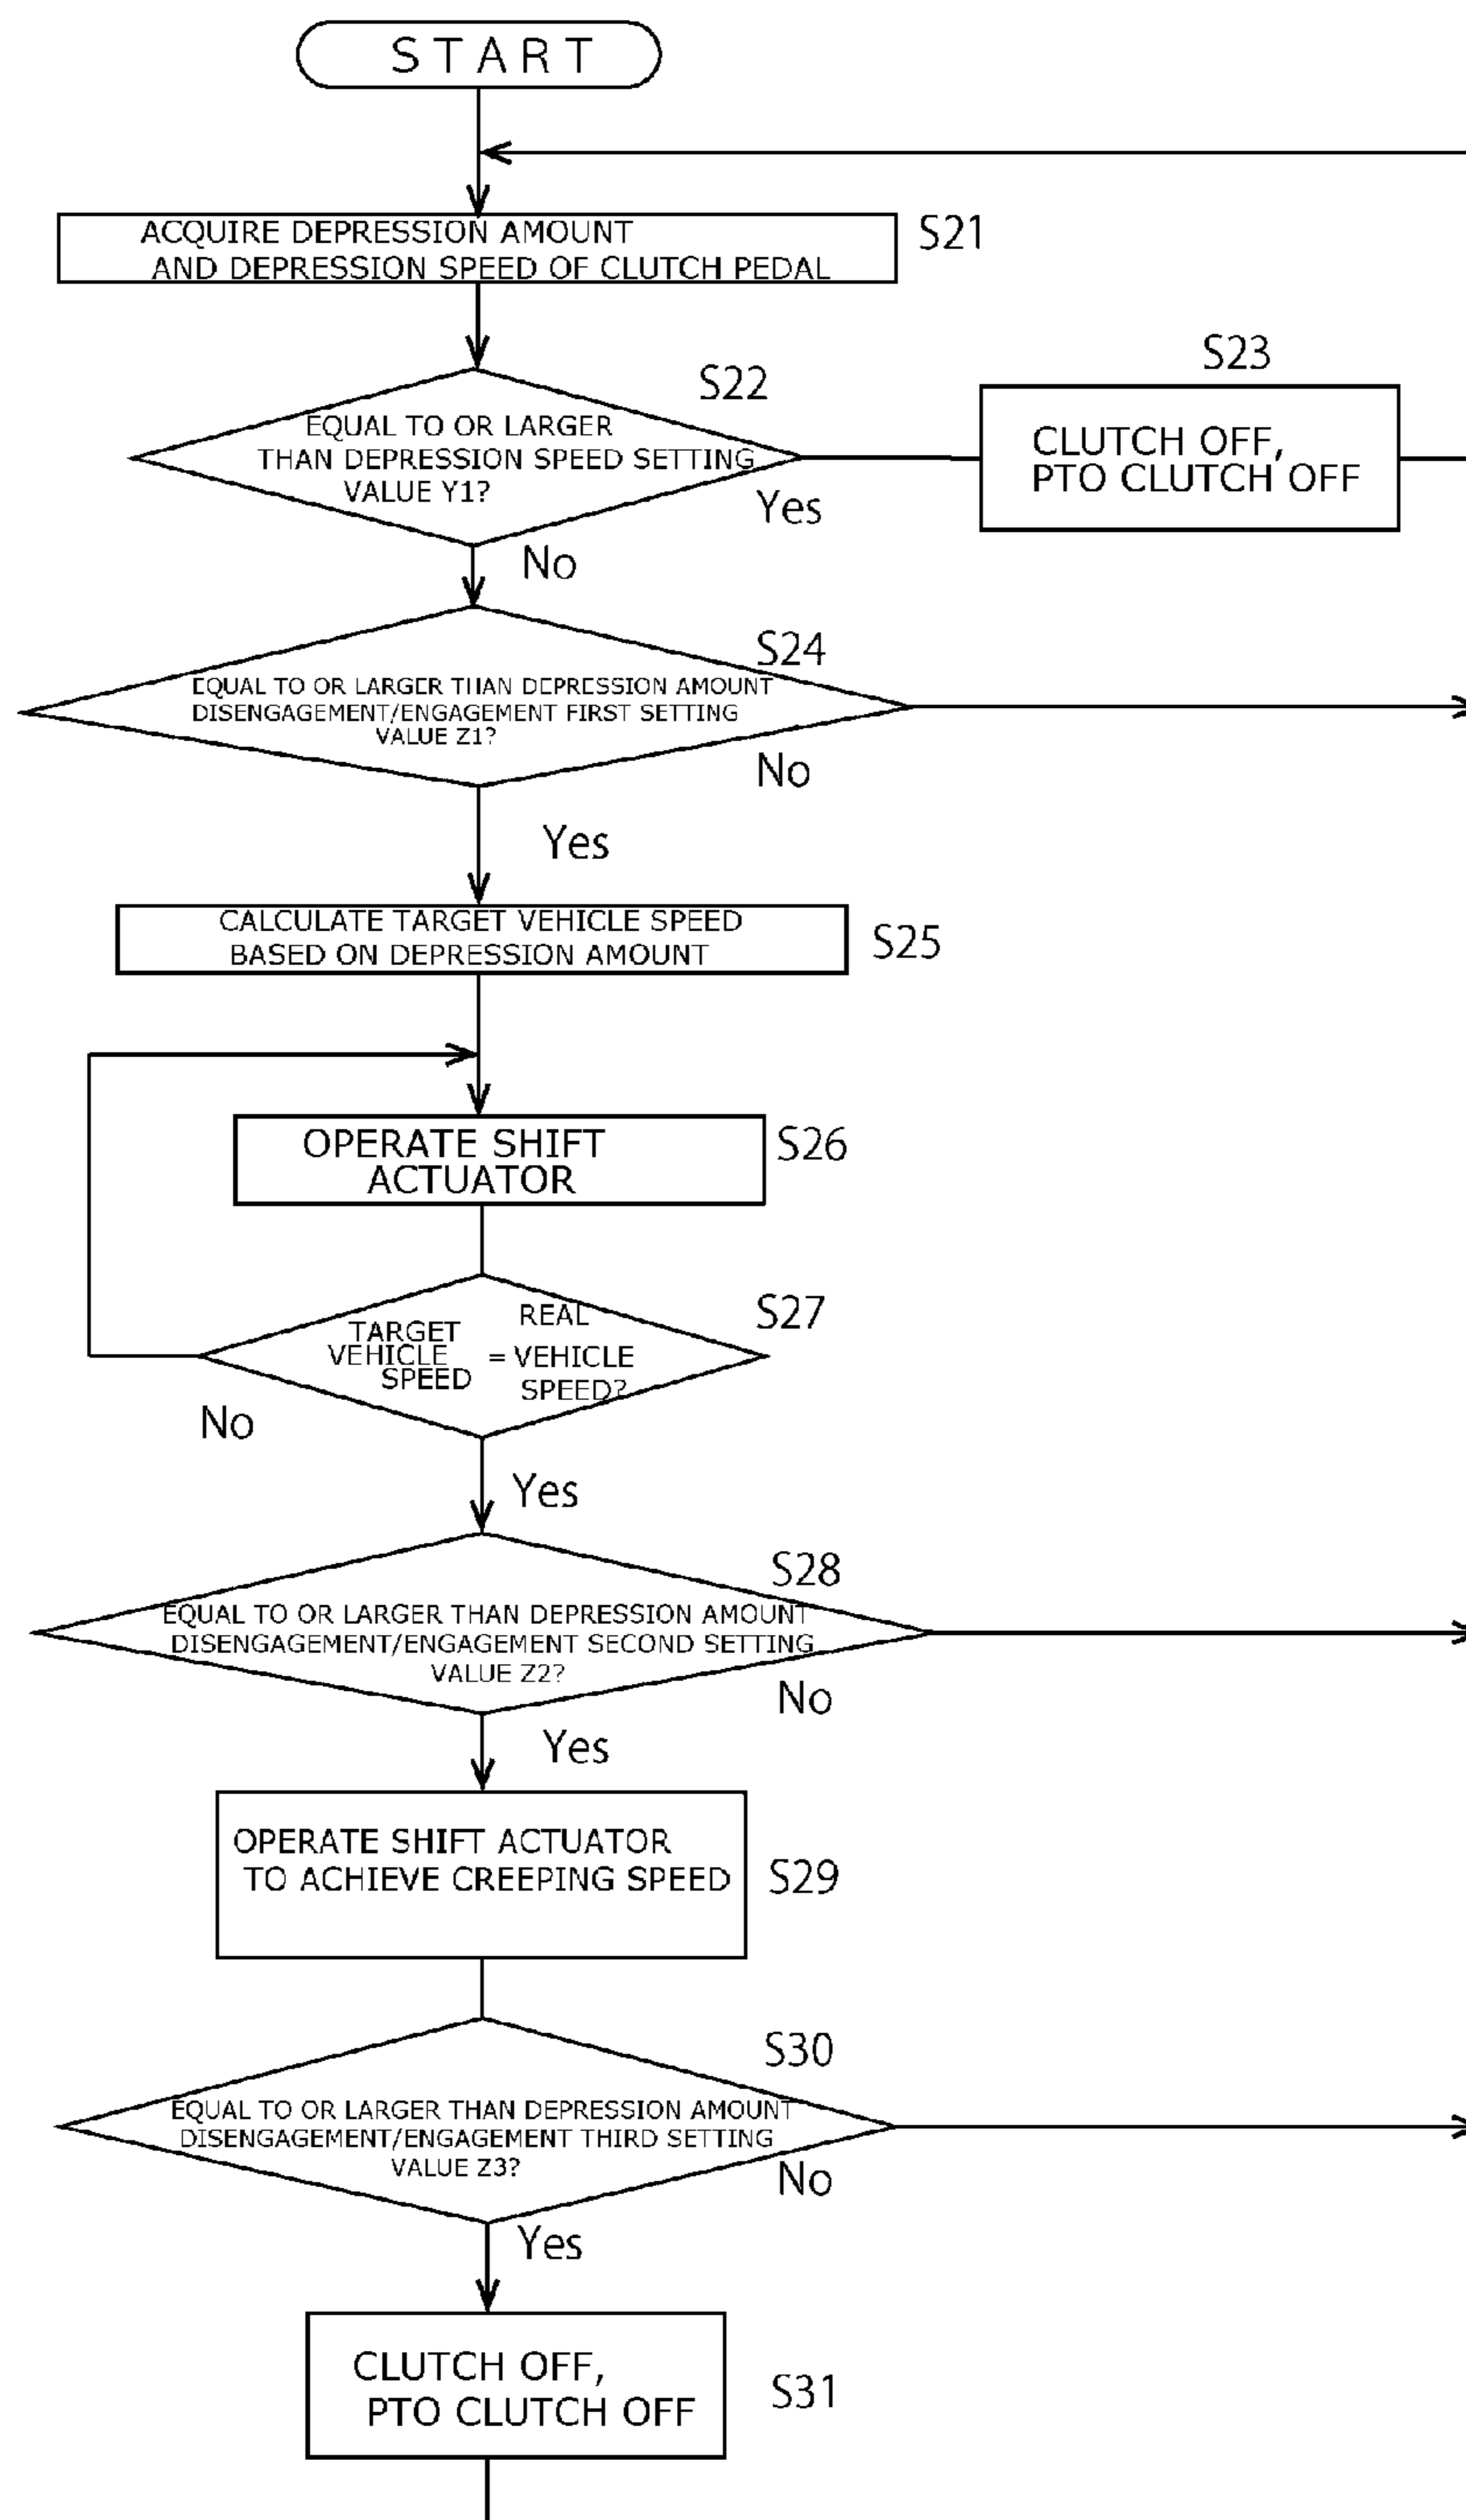 START
ACQUIRE DEPRESSION AMOUNT
AND DEPRESSION SPEED OF CLUTCH PEDAL
S21
S22
EQUAL TO OR LARGER
THAN DEPRESSION SPEED SETTING
VALUE Y1?
Yes
No
S23
CLUTCH OFF,
PTO CLUTCH OFF
S24
EQUAL TO OR LARGER THAN DEPRESSION AMOUNT
DISENGAGEMENT/ENGAGEMENT FIRST SETTING
VALUE Z1?
No
Yes
CALCULATE TARGET VEHICLE SPEED
BASED ON DEPRESSION AMOUNT
S25
OPERATE SHIFT
ACTUATOR
S26
S27
TARGET
VEHICLE
SPEED
=
REAL
VEHICLE
SPEED?
No
Yes
S28
EQUAL TO OR LARGER THAN DEPRESSION AMOUNT
DISENGAGEMENT/ENGAGEMENT SECOND SETTING
VALUE Z2?
No
Yes
OPERATE SHIFT ACTUATOR
TO ACHIEVE CREEPING SPEED
S29
S30
EQUAL TO OR LARGER THAN DEPRESSION AMOUNT
DISENGAGEMENT/ENGAGEMENT THIRD SETTING
VALUE Z3?
No
Yes
CLUTCH OFF,
PTO CLUTCH OFF
S31